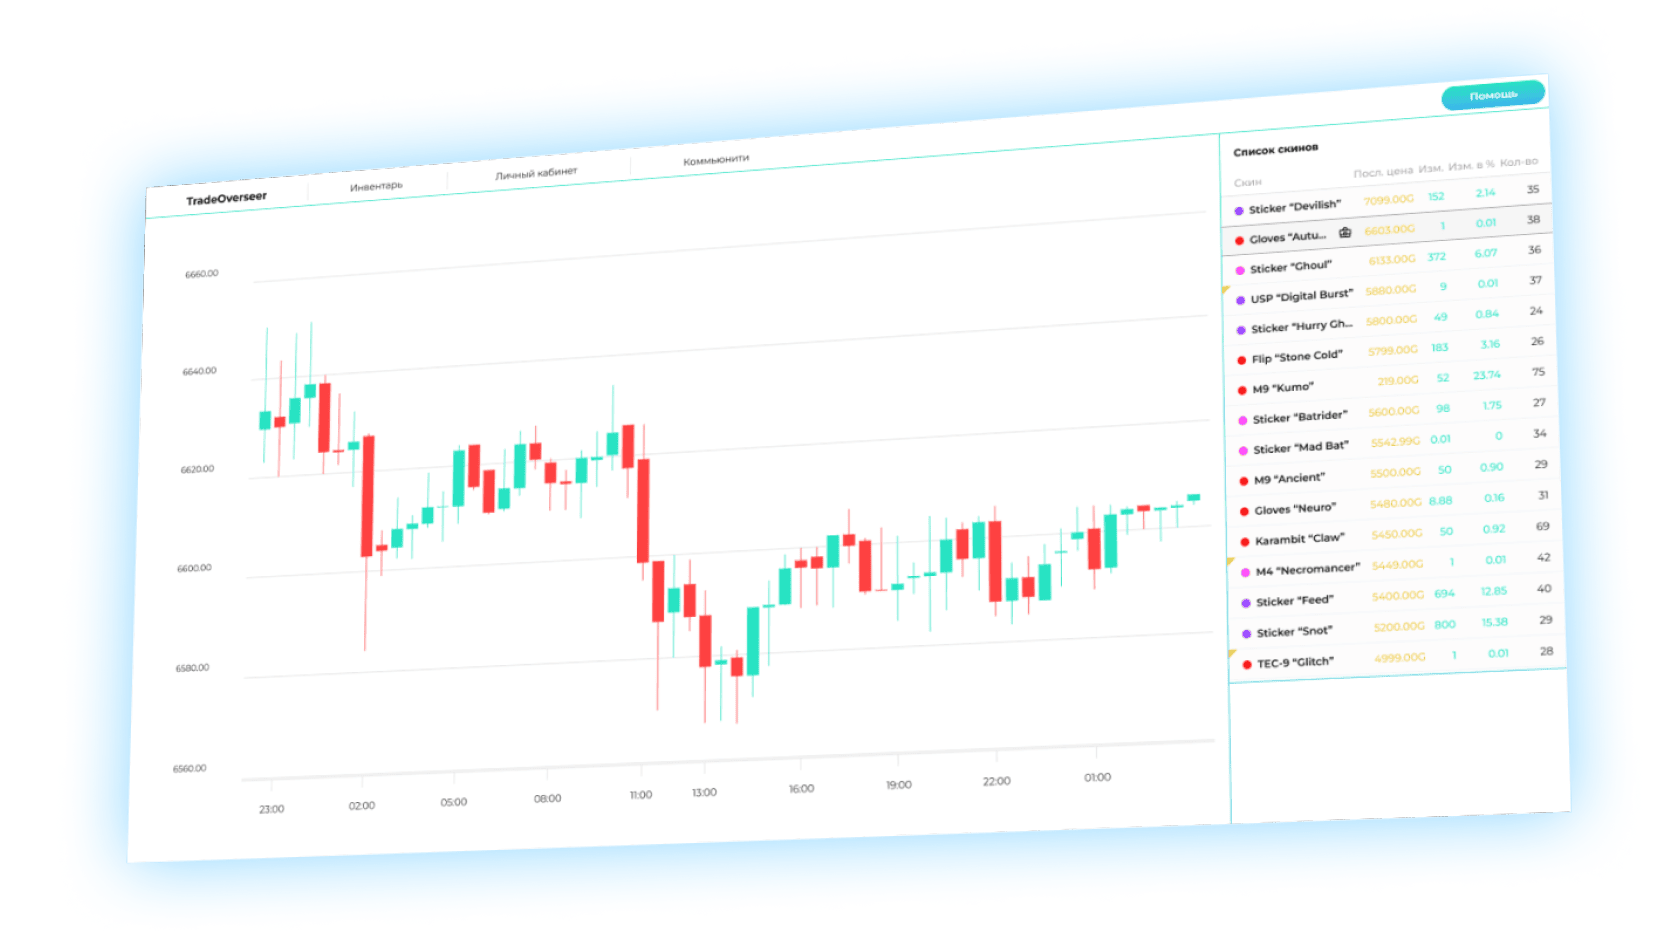 Помощь
TradeOverseer Инвентарь Личный кабинет Коммьюнити
Список скинов
Скин Посл. цена Изм. Изм. в % Кол-во
Sticker “Devilish” 7099.00G 152 2.14 35
Gloves “Autu... 6603.00G 1 0.01 38
Sticker “Ghoul” 6133.00G 372 6.07 36
USP “Digital Burst” 5880.00G 9 0.01 37
Sticker “Hurry Gh... 5800.00G 49 0.84 24
Flip “Stone Cold” 5799.00G 183 3.16 26
M9 “Kumo” 219.00G 52 23.74 75
Sticker “Batrider” 5600.00G 98 1.75 27
Sticker “Mad Bat” 5542.99G 0.01 0 34
M9 “Ancient” 5500.00G 50 0.90 29
Gloves “Neuro” 5480.00G 8.88 0.16 31
Karambit “Claw” 5450.00G 50 0.92 69
M4 “Necromancer” 5449.00G 1 0.01 42
Sticker “Feed” 5400.00G 694 12.85 40
Sticker “Snot” 5200.00G 800 15.38 29
TEC-9 “Glitch” 4999.00G 1 0.01 28
6660.00
6640.00
6620.00
6600.00
6580.00
6560.00
23:00 02:00 05:00 08:00 11:00 13:00 16:00 19:00 22:00 01:00